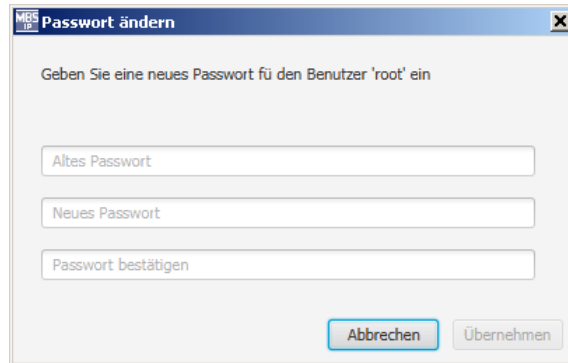 MBS
IP
Passwort ändern
Geben Sie eine neues Passwort fü den Benutzer 'root' ein
Altes Passwort
Neues Passwort
Passwort bestätigen
Abbrechen
Übernehmen